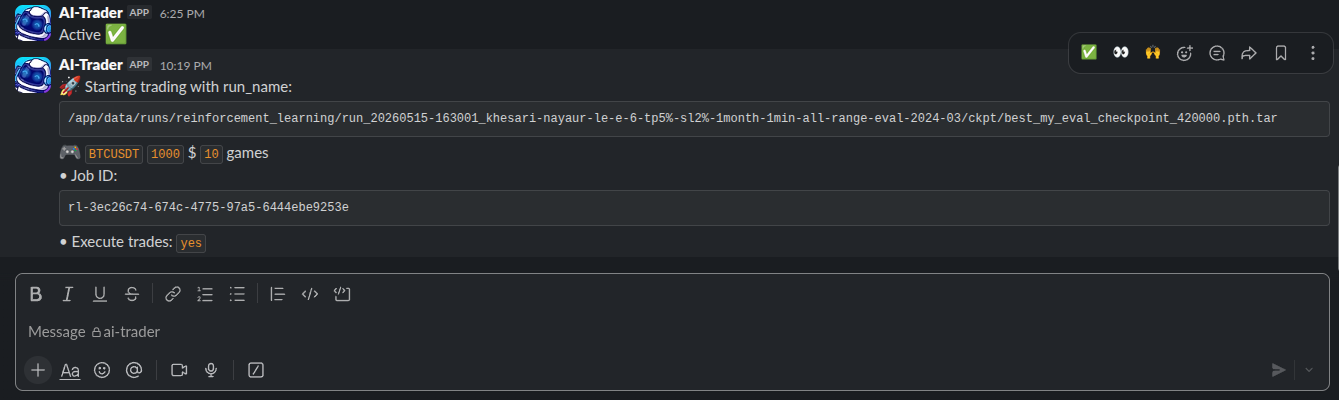 AI-Trader APP 6:25 PM
Active ✅
AI-Trader APP 10:19 PM
🚀 Starting trading with run_name:
/app/data/runs/reinforcement_learning/run_20260515-163001_khesari-nayaur-le-e-6-tp5%-sl2%-1month-1min-all-range-eval-2024-03/ckpt/best_my_eval_checkpoint_420000.pth.tar
🎮 BTCUSDT 1000 $ 10 games
• Job ID:
rl-3ec26c74-674c-4775-97a5-6444ebe9253e
• Execute trades: yes
Message ai-trader